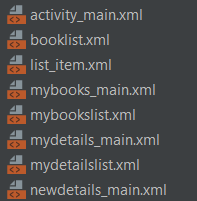 activity_main.xml
booklist.xml
list_item.xml
mybooks_main.xml
mybookslist.xml
mydetails_main.xml
mydetailslist.xml
newdetails_main.xml